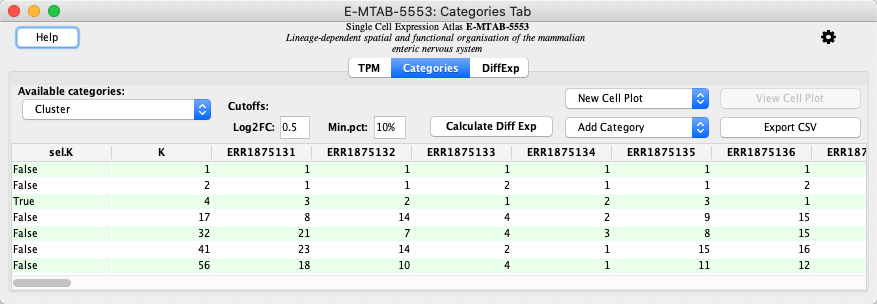 E-MTAB-5553: Categories Tab
Help
Single Cell Expression Atlas E-MTAB-5553
Lineage-dependent spatial and functional organisation of the mammalian
enteric nervous system
TPM Categories DiffExp
Available categories:
Cluster
Cutoffs:
Log2FC: 0.5 Min.pct: 10% Calculate Diff Exp
New Cell Plot View Cell Plot
Add Category Export CSV
sel.K K ERR1875131 ERR1875132 ERR1875133 ERR1875134 ERR1875135 ERR1875136 ERR187
False 1 1 1 1 1 1 1
False 2 1 1 2 1 1 2
True 4 3 2 1 2 3 1
False 17 8 14 4 2 9 15
False 32 21 7 4 3 8 15
False 41 23 14 2 1 15 16
False 56 18 10 4 1 11 12